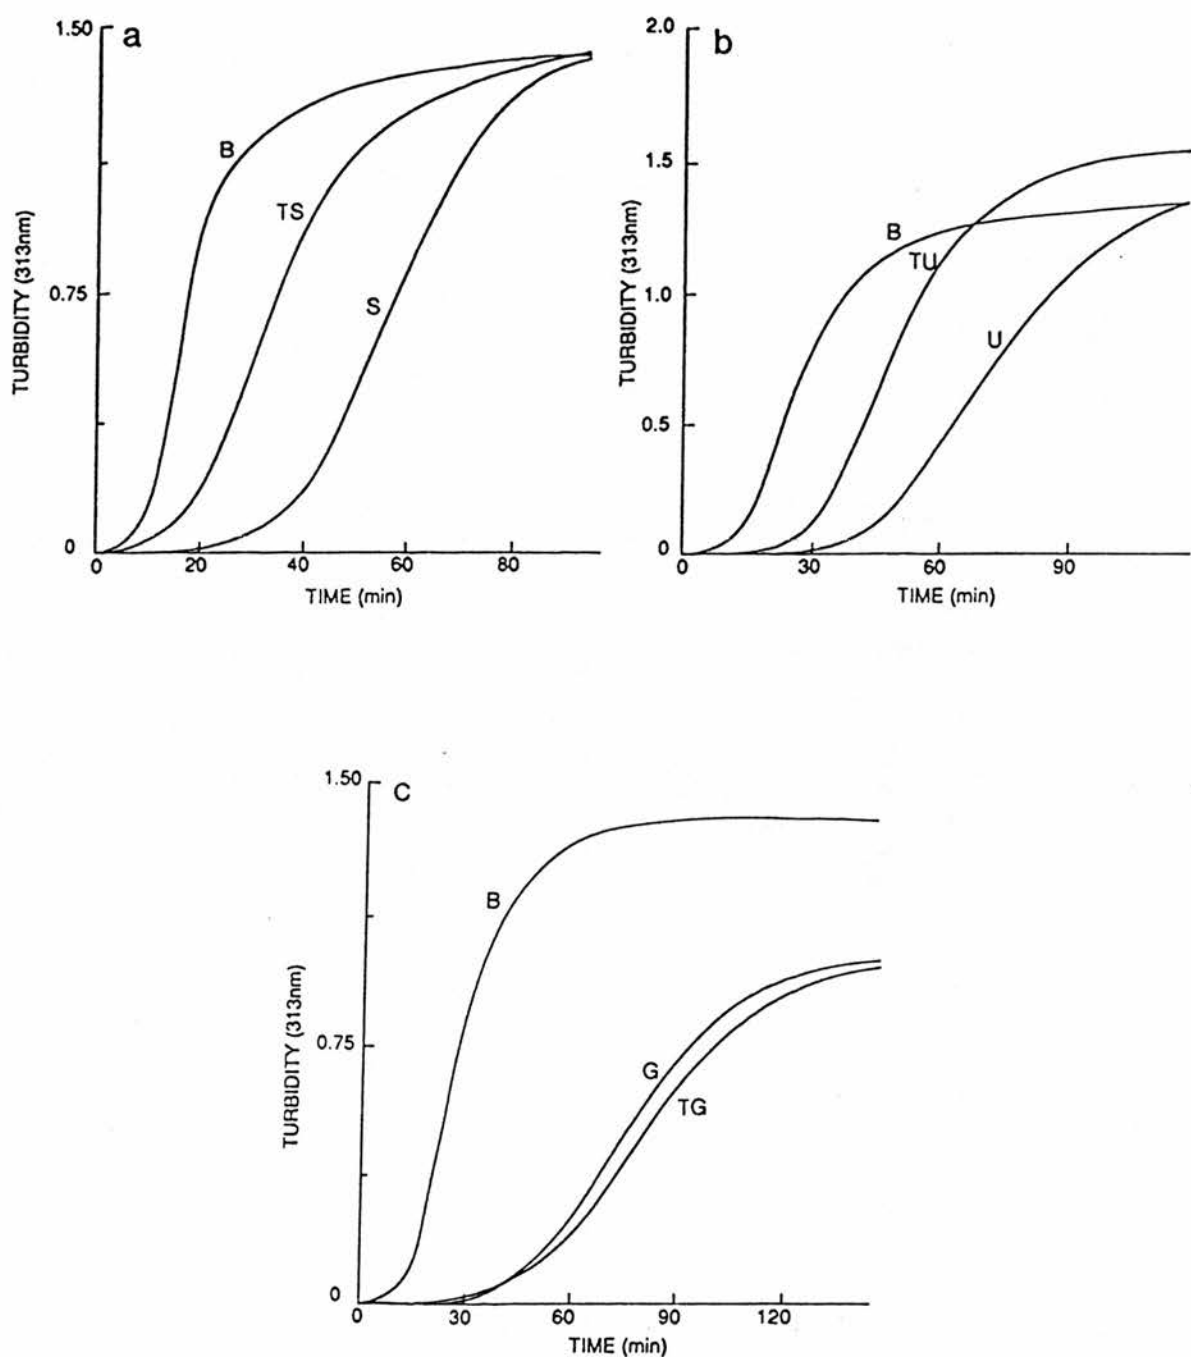 a
1.50
0.75
0
TURBIDITY (313nm)
B
TS
S
0 20 40 60 80
TIME (min)
b
2.0
1.5
1.0
0.5
0
TURBIDITY (313nm)
B
TU
U
0 30 60 90
TIME (min)
c
1.50
0.75
0
TURBIDITY (313nm)
B
G
TG
0 30 60 90 120
TIME (min)